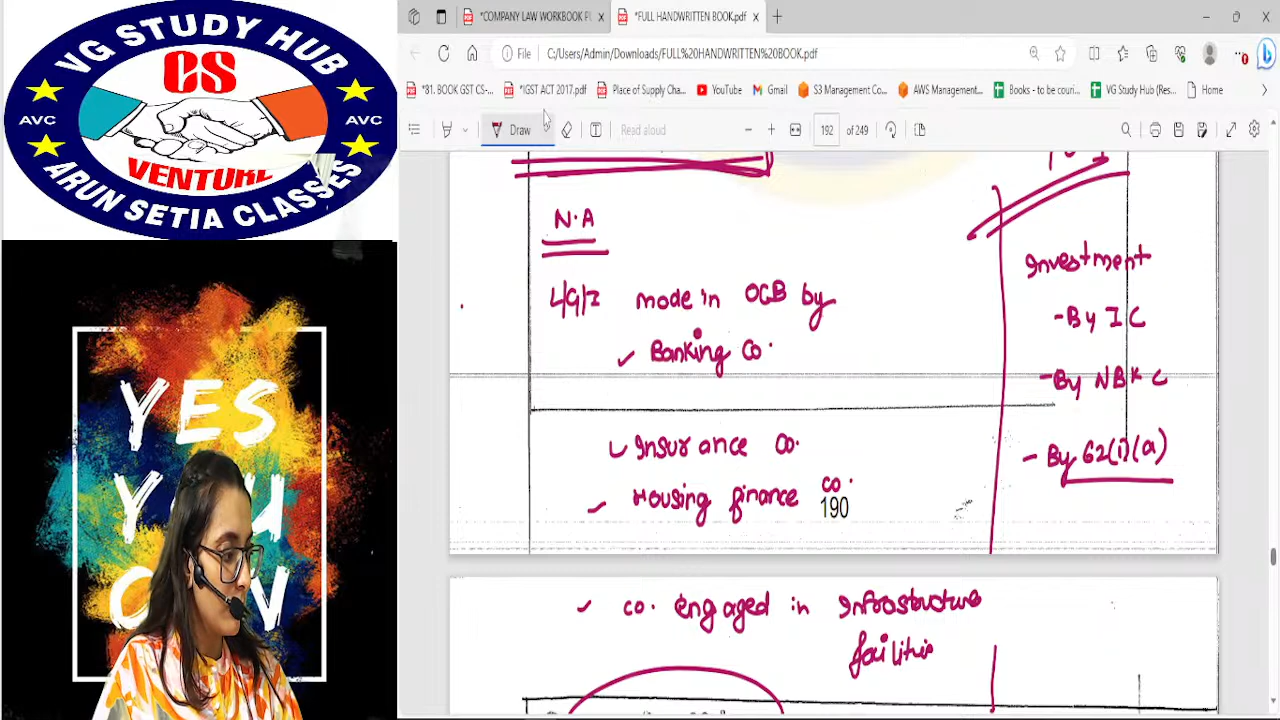 VG STUDY HUB
CS
AVC
AVC
VENTURE
ARUN SETIA CLASSES
YES
YOU
*COMPANY LAW WORKBOOK FU
*FULL HANDWRITTEN BOOK.pdf
File
C:/Users/Admin/Downloads/FULL%20HANDWRITTEN%20BOOK.pdf
*81. BOOK GST CS-
*IGST ACT 2017.pdf
Place of Supply Cha...
YouTube
Gmail
S3 Management Co...
AWS Management...
Books - to be couri...
VG Study Hub (Res...
Home
Draw
Read aloud
192
of 249
N.A
L/G/I made in OCB by
Banking Co.
Insurance Co.
Housing finance Co.
190
Investment
- By IC
- By NBFC
- By 62(1)(a)
Co. engaged in Infrastructure